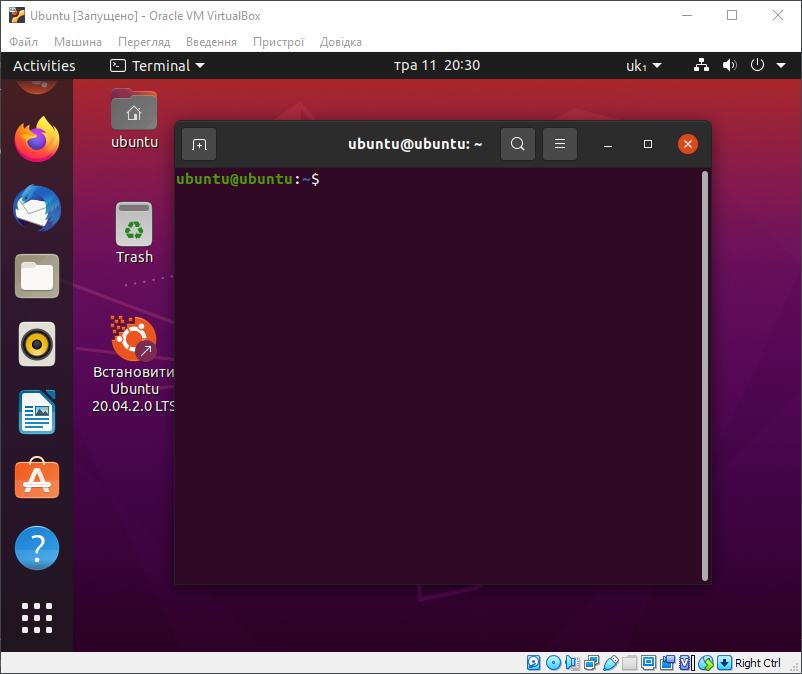 Ubuntu [Запущено] - Oracle VM VirtualBox
Файл Машина Перегляд Введення Пристрої Довідка
Activities Terminal тра 11 20:30 uk₁
ubuntu
ubuntu@ubuntu: ~
ubuntu@ubuntu:~$
Trash
Встановити
Ubuntu
20.04.2.0 LTS
Right Ctrl